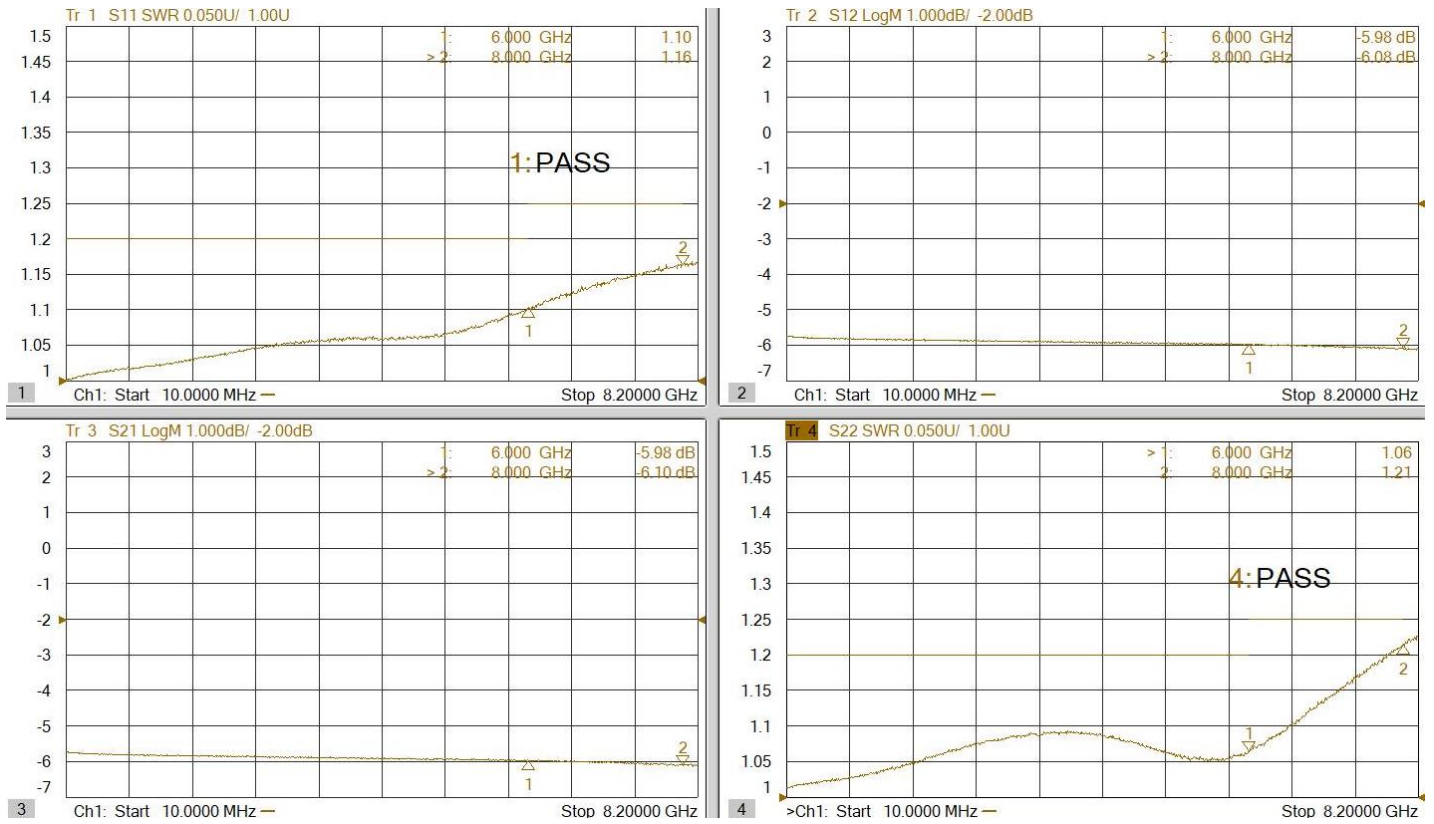 Tr 1 S11 SWR 0.050U/ 1.00U
1.5
1.45
1.4
1.35
1.3
1.25
1.2
1.15
1.1
1.05
1
1: 6.000 GHz 1.10
> 2: 8.000 GHz 1.16
1:PASS
2
1
1 Ch1: Start 10.0000 MHz — Stop 8.20000 GHz
Tr 2 S12 LogM 1.000dB/ -2.00dB
3
2
1
0
-1
-2
-3
-4
-5
-6
-7
1: 6.000 GHz -5.98 dB
> 2: 8.000 GHz -6.08 dB
2
1
2 Ch1: Start 10.0000 MHz — Stop 8.20000 GHz
Tr 3 S21 LogM 1.000dB/ -2.00dB
3
2
1
0
-1
-2
-3
-4
-5
-6
-7
1: 6.000 GHz -5.98 dB
> 2: 8.000 GHz -6.10 dB
2
1
3 Ch1: Start 10.0000 MHz — Stop 8.20000 GHz
Tr 4 S22 SWR 0.050U/ 1.00U
1.5
1.45
1.4
1.35
1.3
1.25
1.2
1.15
1.1
1.05
1
> 1: 6.000 GHz 1.06
2: 8.000 GHz 1.21
4:PASS
1
2
4 >Ch1: Start 10.0000 MHz — Stop 8.20000 GHz